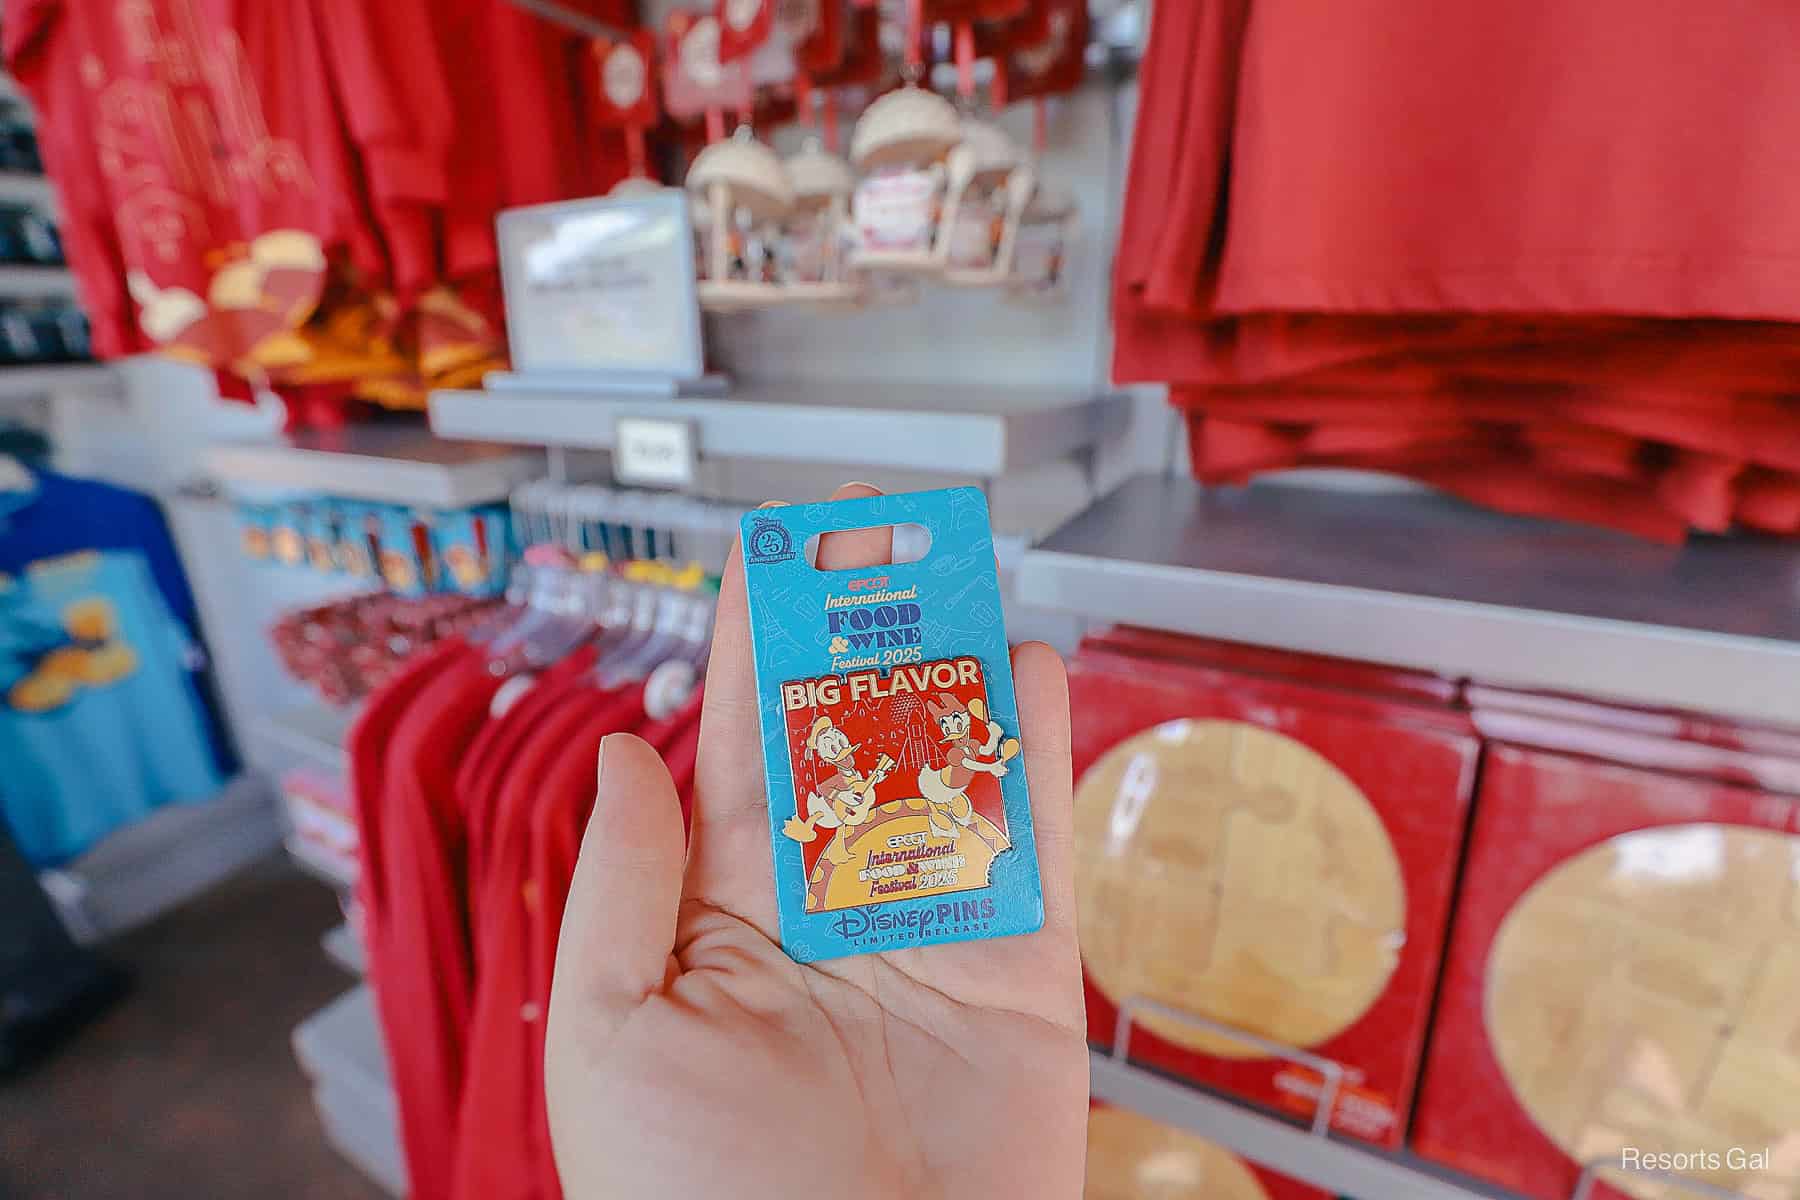 25
ANNIVERSARY
EPCOT
International
FOOD
& WINE
Festival 2025
BIG FLAVOR
EPCOT
International
FOOD & WINE
Festival 2025
Disney PINS
LIMITED RELEASE
Resorts Gal